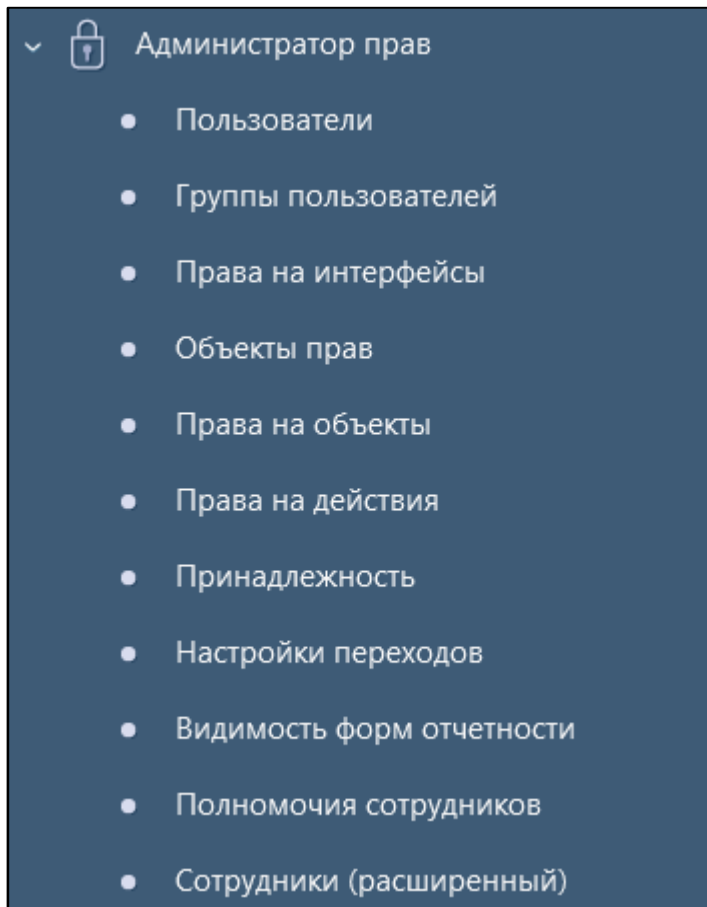 Администратор прав
Пользователи
Группы пользователей
Права на интерфейсы
Объекты прав
Права на объекты
Права на действия
Принадлежность
Настройки переходов
Видимость форм отчетности
Полномочия сотрудников
Сотрудники (расширенный)